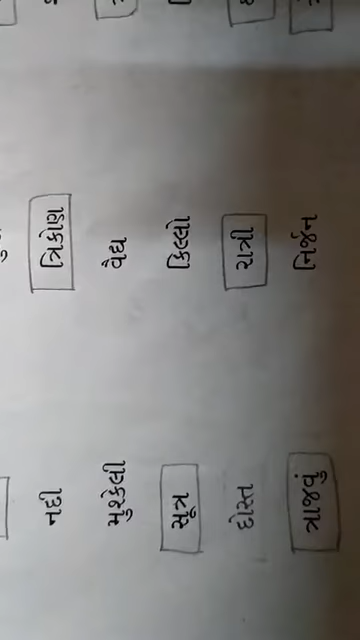 નદી ત્રિકોણ
મુશ્કેલી વૈદ્ય
સૂત્ર કિલ્લો
દોસ્ત રાત્રી
ત્રાજવું નિર્જન